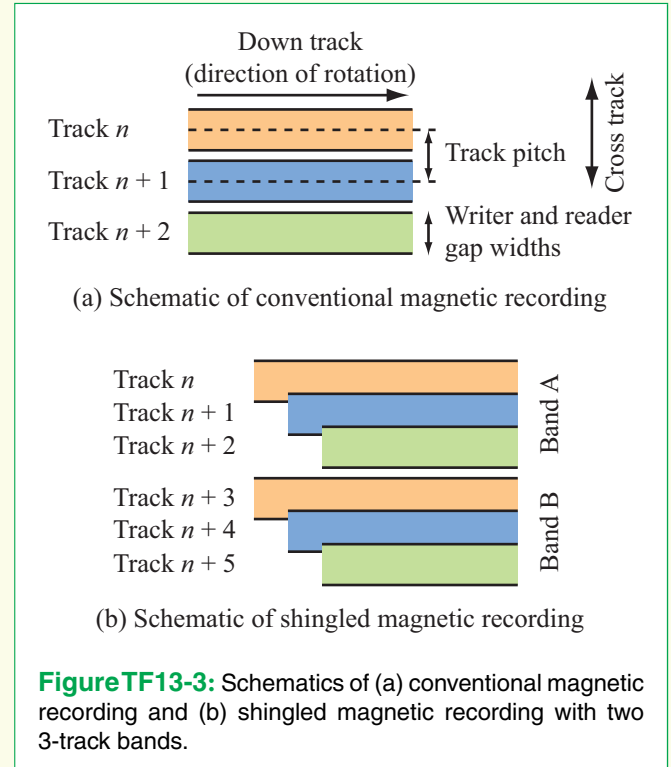 Down track
(direction of rotation)
Track n
Track n + 1
Track n + 2
Track pitch
Writer and reader
gap widths
Cross track
(a) Schematic of conventional magnetic recording
Track n
Track n + 1
Track n + 2
Band A
Track n + 3
Track n + 4
Track n + 5
Band B
(b) Schematic of shingled magnetic recording
Figure TF13-3: Schematics of (a) conventional magnetic
recording and (b) shingled magnetic recording with two
3-track bands.